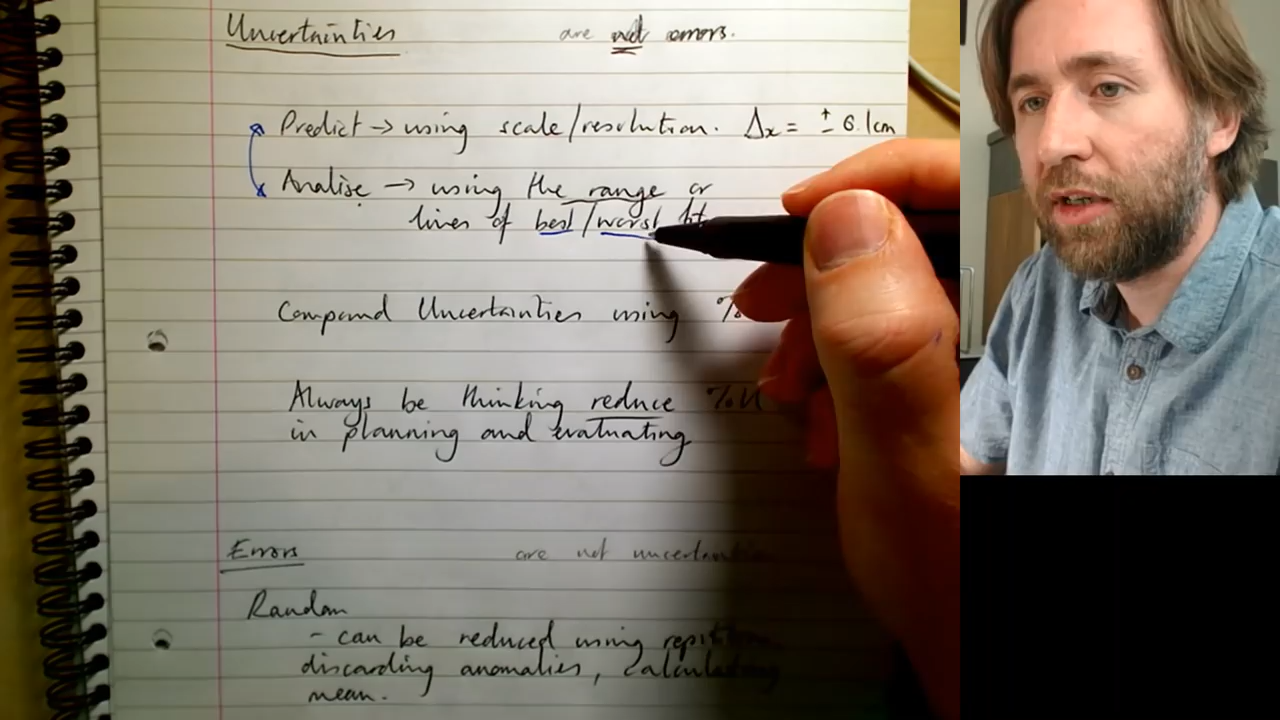 Uncertainties are not errors.
Predict → using scale/resolution. Δx = ± 0.1cm
Analise → using the range or
lines of best/worst fit
Compound Uncertainties using %
Always be thinking reduce %U
in planning and evaluating
Errors are not
Random
- can be reduced using
discarding anomalies, calculating
mean.